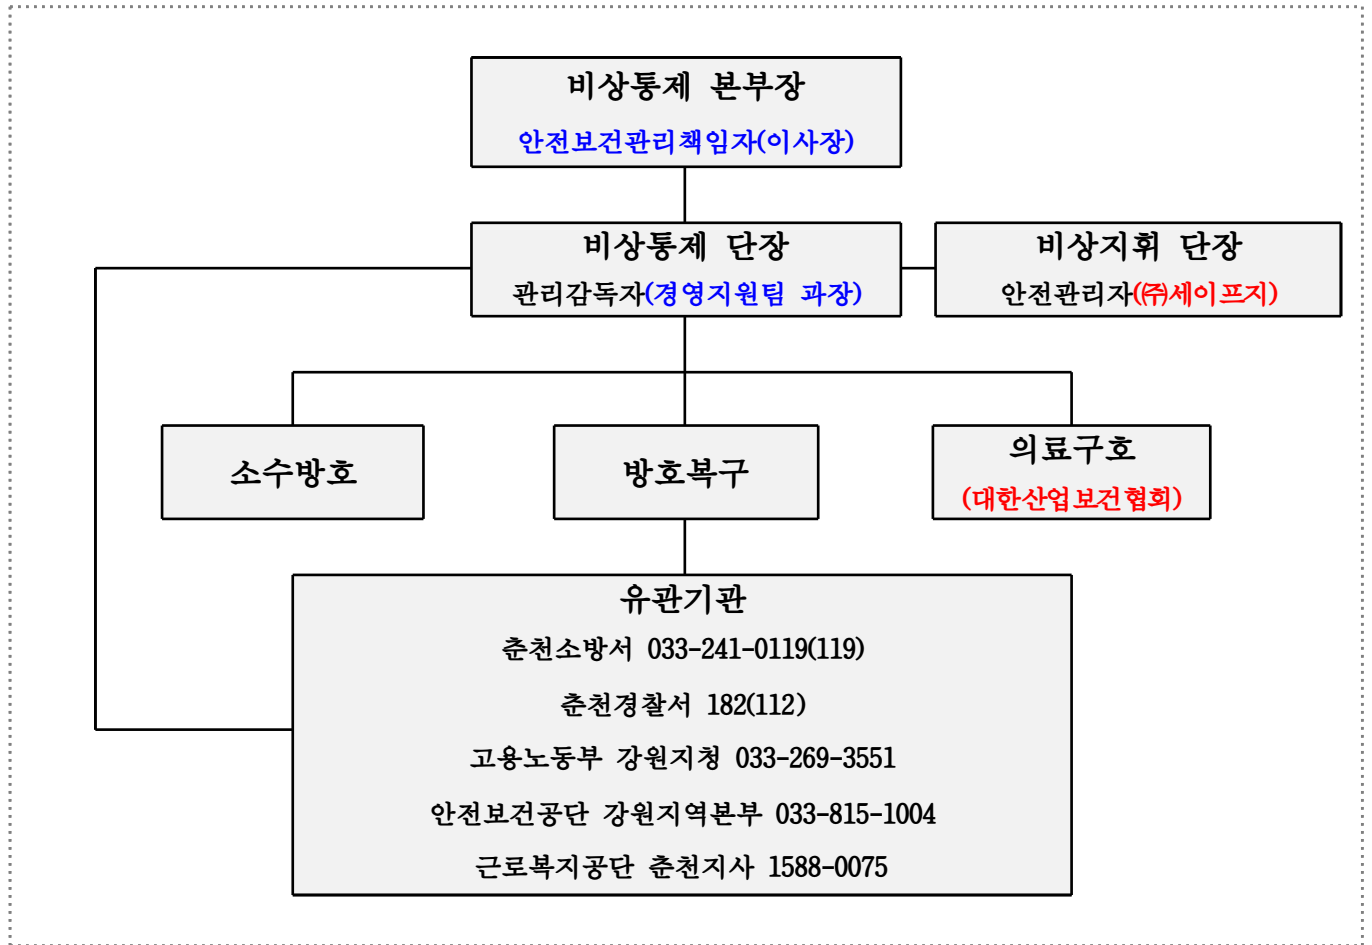 비상통제 본부장
안전보건관리책임자(이사장)
비상통제 단장
관리감독자(경영지원팀 과장)
비상지휘 단장
안전관리자(㈜세이프지)
소수방호
방호복구
의료구호
(대한산업보건협회)
유관기관
춘천소방서 033-241-0119(119)
춘천경찰서 182(112)
고용노동부 강원지청 033-269-3551
안전보건공단 강원지역본부 033-815-1004
근로복지공단 춘천지사 1588-0075